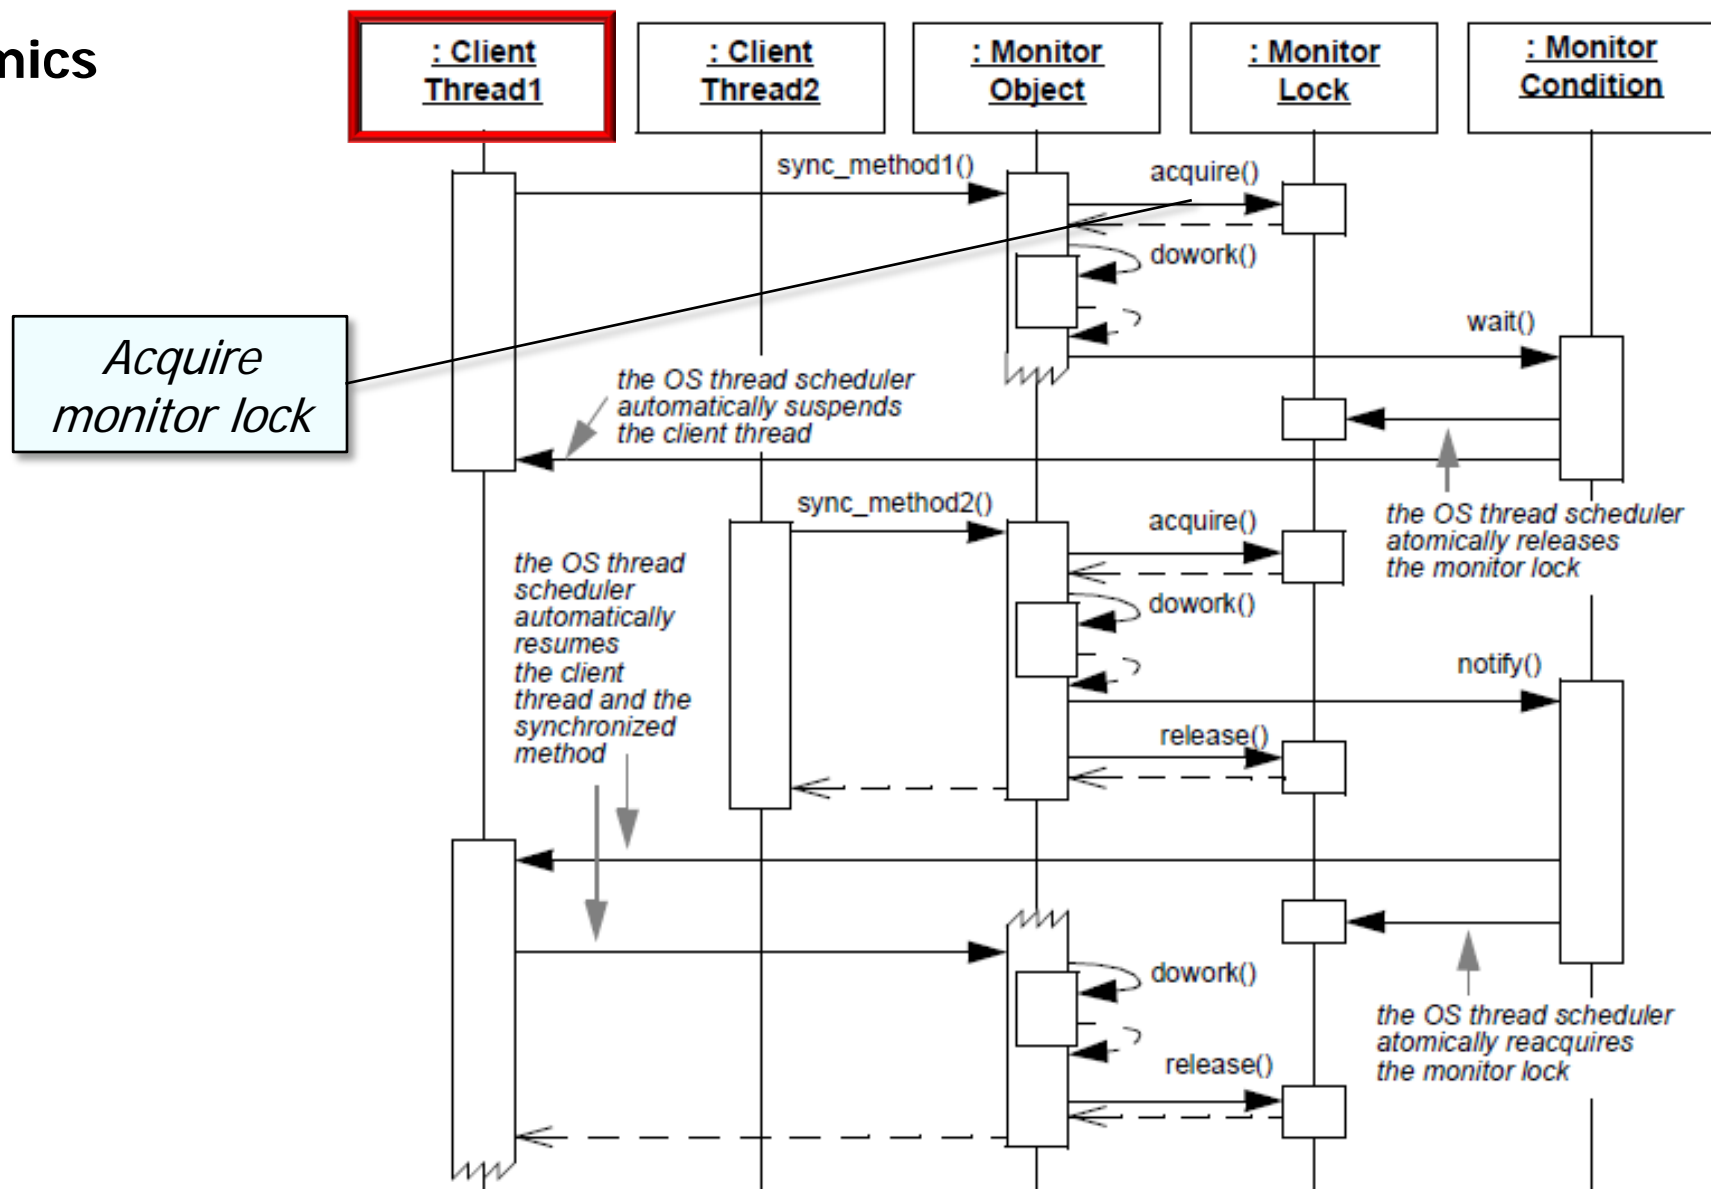 mics
: Client
Thread1
: Client
Thread2
: Monitor
Object
: Monitor
Lock
: Monitor
Condition
sync_method1()
acquire()
dowork()
wait()
Acquire
monitor lock
the OS thread scheduler
automatically suspends
the client thread
the OS thread scheduler
atomically releases
the monitor lock
sync_method2()
acquire()
dowork()
the OS thread
scheduler
automatically
resumes
the client
thread and the
synchronized
method
notify()
release()
dowork()
the OS thread scheduler
atomically reacquires
the monitor lock
release()